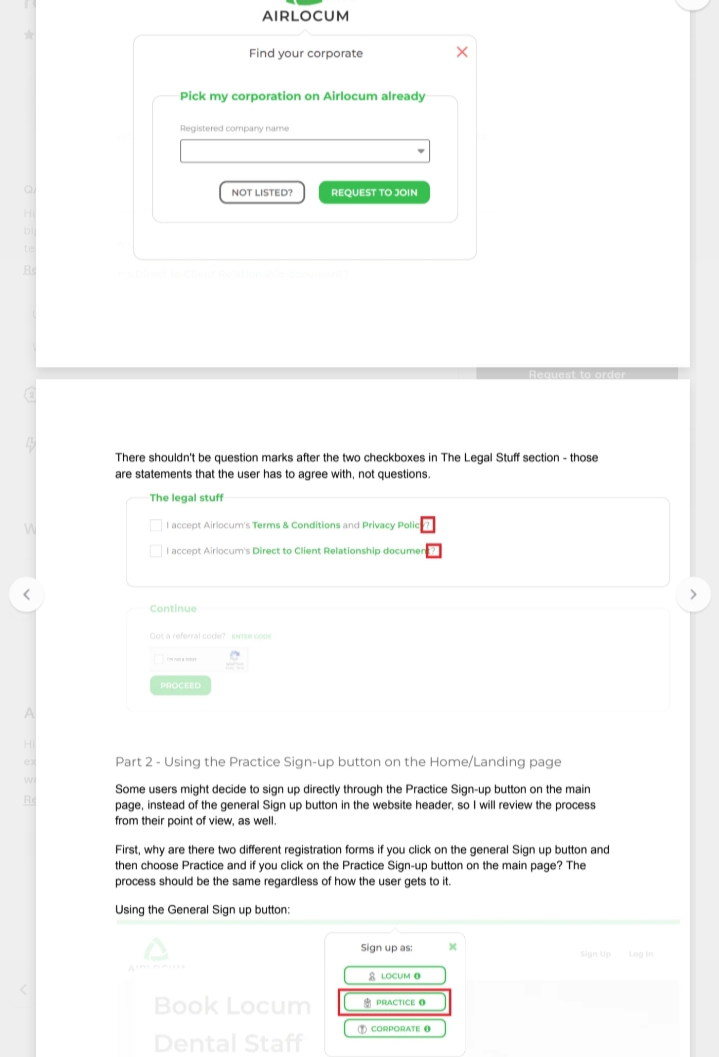 AIRLOCUM
Find your corporate
Pick my corporation on Airlocum already
Registered company name
NOT LISTED?
REQUEST TO JOIN
Request to order
There shouldn't be question marks after the two checkboxes in The Legal Stuff section - those
are statements that the user has to agree with, not questions.
The legal stuff
I accept Airlocum's Terms & Conditions and Privacy Policy?
I accept Airlocum's Direct to Client Relationship document?
Continue
Got a referral code? ENTER CODE
I'm not a robot
PROCEED
Part 2 - Using the Practice Sign-up button on the Home/Landing page
Some users might decide to sign up directly through the Practice Sign-up button on the main
page, instead of the general Sign up button in the website header, so I will review the process
from their point of view, as well.
First, why are there two different registration forms if you click on the general Sign up button and
then choose Practice and if you click on the Practice Sign-up button on the main page? The
process should be the same regardless of how the user gets to it.
Using the General Sign up button:
Sign up as:
Sign Up Log In
LOCUM
PRACTICE
CORPORATE
Book Locum
Dental Staff